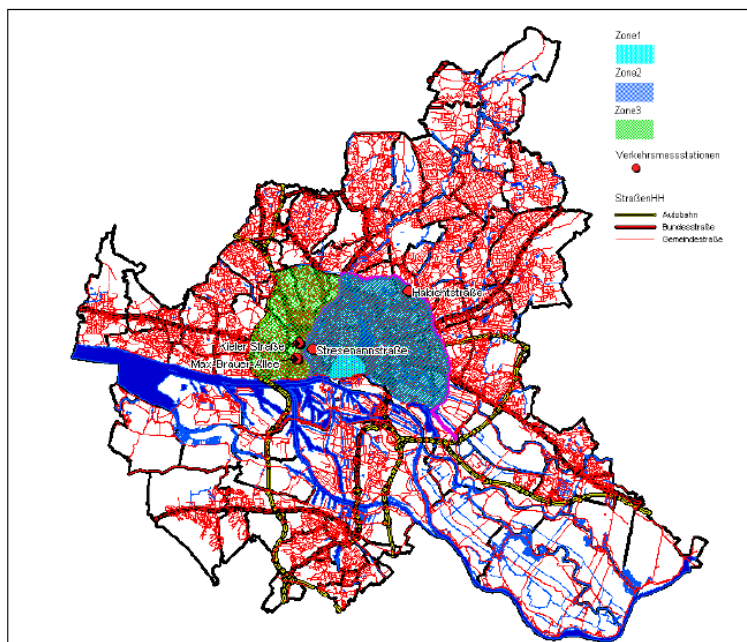 Zone1
Zone2
Zone3
Verkehrsmessstationen
StraßenHH
Autobahn
Bundesstraße
Gemeindestraße
Habichtstraße
Kieler Straße
Stresemannstraße
Max-Brauer-Allee